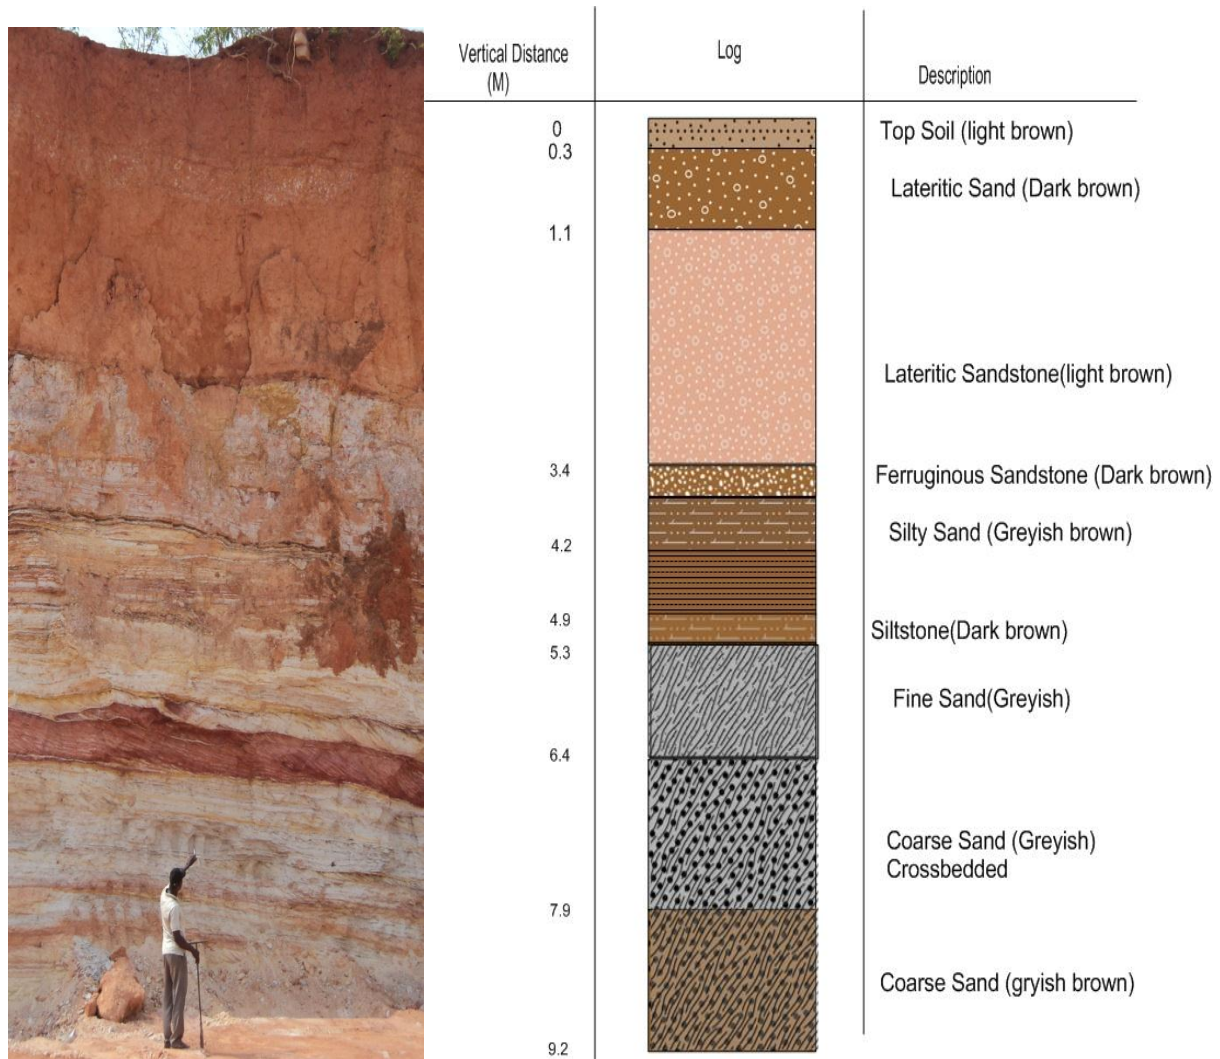 Vertical Distance
(M)
Log
Description
0
Top Soil (light brown)
0.3
Lateritic Sand (Dark brown)
1.1
Lateritic Sandstone(light brown)
3.4
Ferruginous Sandstone (Dark brown)
Silty Sand (Greyish brown)
4.2
4.9
Siltstone(Dark brown)
5.3
Fine Sand(Greyish)
6.4
Coarse Sand (Greyish)
Crossbedded
7.9
Coarse Sand (gryish brown)
9.2